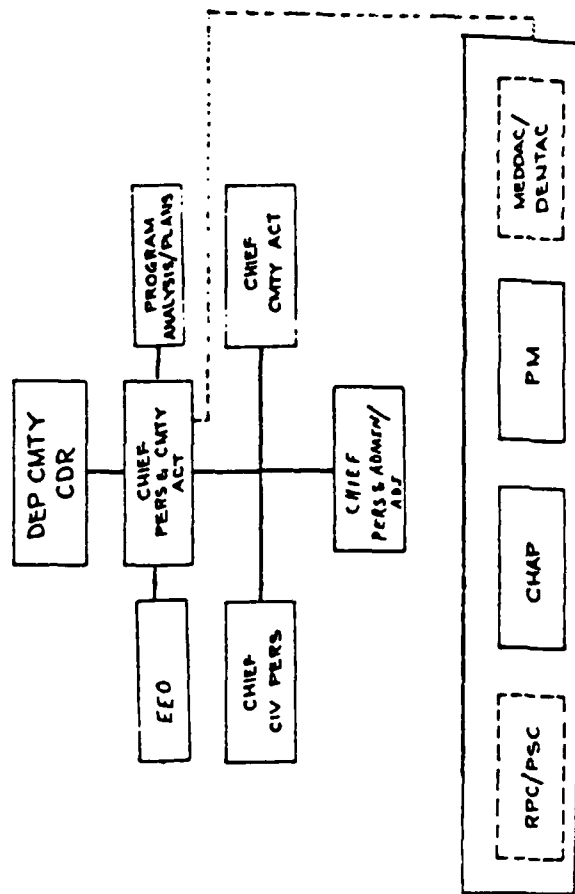 DEP CMTY
CDR
EEO
CHIEF
PERS & CMTY
ACT
PROGRAM
ANALYSIS/PLANS
CHIEF
CIV PERS
CHIEF
CMTY ACT
CHIEF
PERS & ADMIN/
ADJ
RPC/PSC
CHAP
PM
MEDDAC/
DENTAC